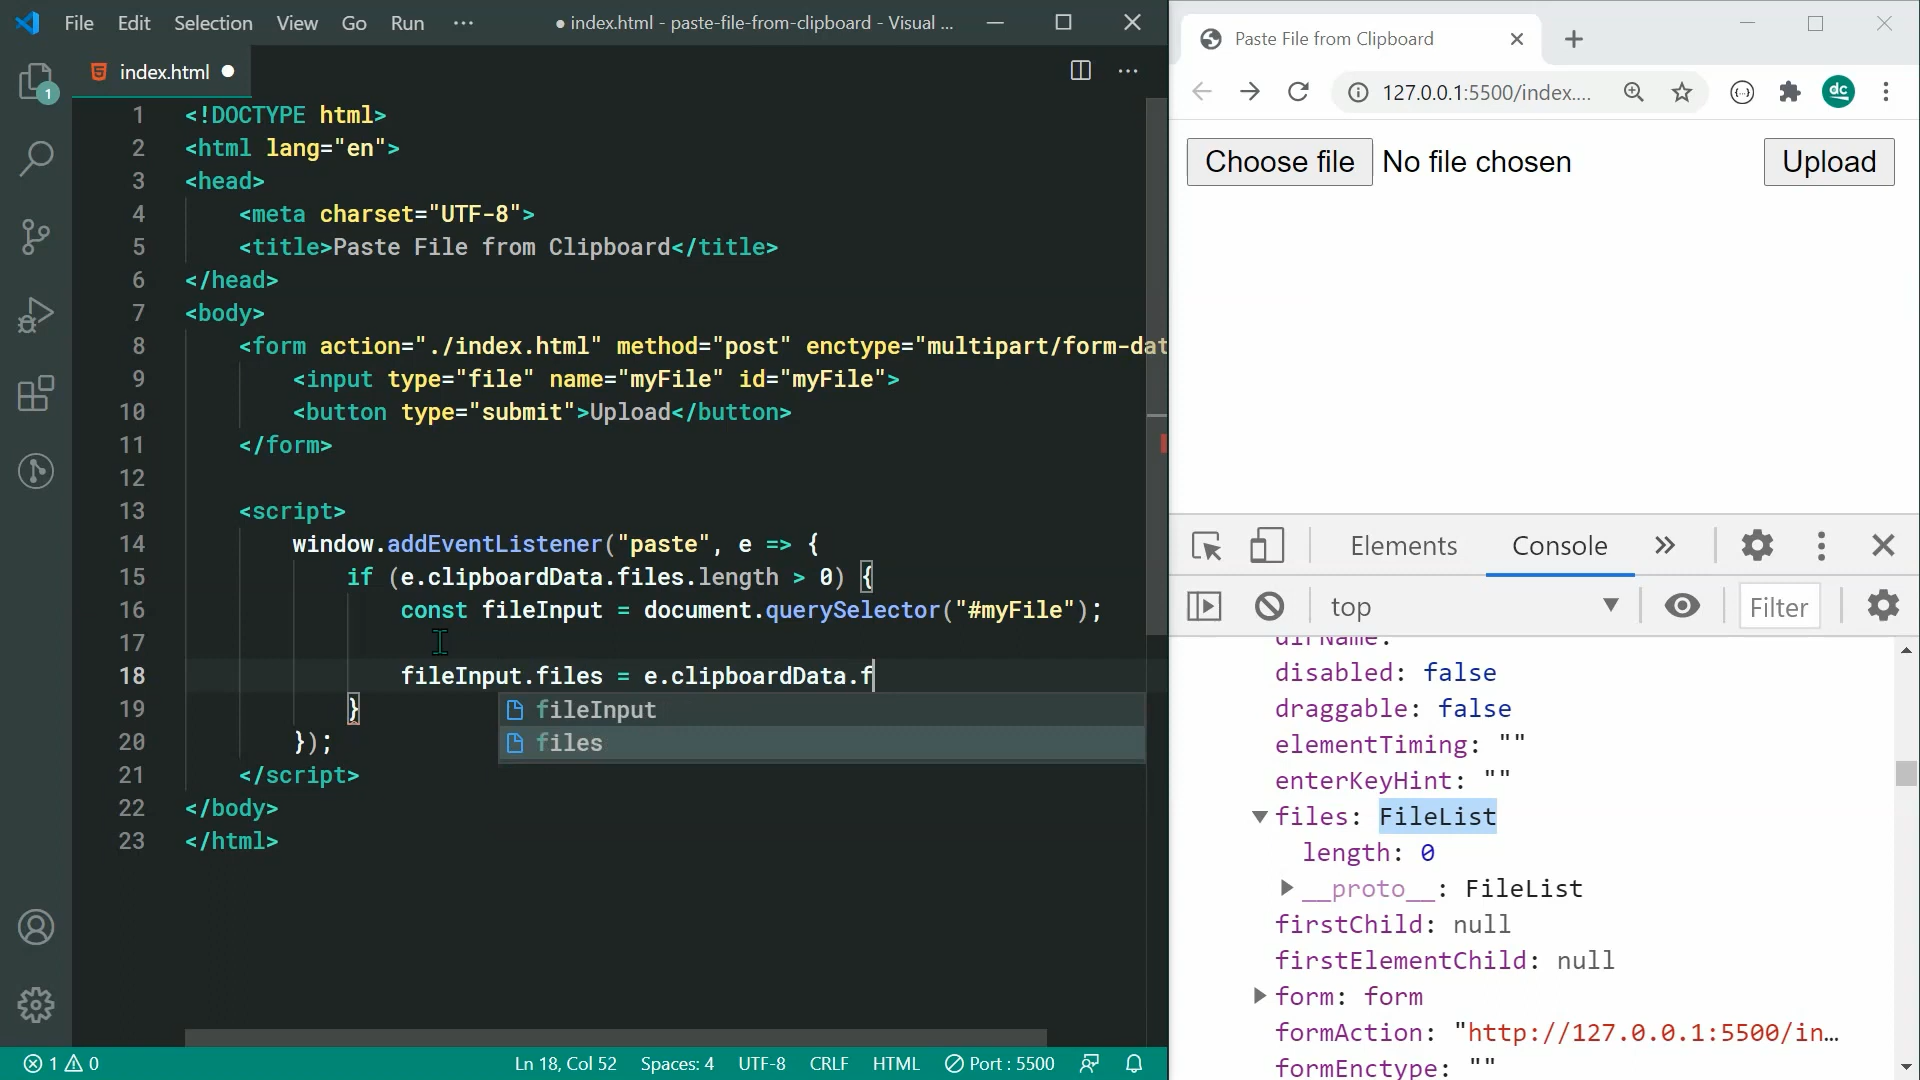 File Edit Selection View Go Run ··· ● index.html - paste-file-from-clipboard - Visual ...
1
index.html ●
1 <!DOCTYPE html>
2 <html lang="en">
3 <head>
4 <meta charset="UTF-8">
5 <title>Paste File from Clipboard</title>
6 </head>
7 <body>
8 <form action="./index.html" method="post" enctype="multipart/form-dat
9 <input type="file" name="myFile" id="myFile">
10 <button type="submit">Upload</button>
11 </form>
12
13 <script>
14 window.addEventListener("paste", e => {
15 if (e.clipboardData.files.length > 0) {
16 const fileInput = document.querySelector("#myFile");
17
18 fileInput.files = e.clipboardData.f
19 }
fileInput
files
20 });
21 </script>
22 </body>
23 </html>
1 0 Ln 18, Col 52 Spaces: 4 UTF-8 CRLF HTML Port : 5500
Paste File from Clipboard
127.0.0.1:5500/index.... {··} dc
Choose file No file chosen Upload
Elements Console »
top Filter
dirName:
disabled: false
draggable: false
elementTiming: ""
enterKeyHint: ""
files: FileList
length: 0
__proto__: FileList
firstChild: null
firstElementChild: null
form: form
formAction: "http://127.0.0.1:5500/in…
formEnctype: ""